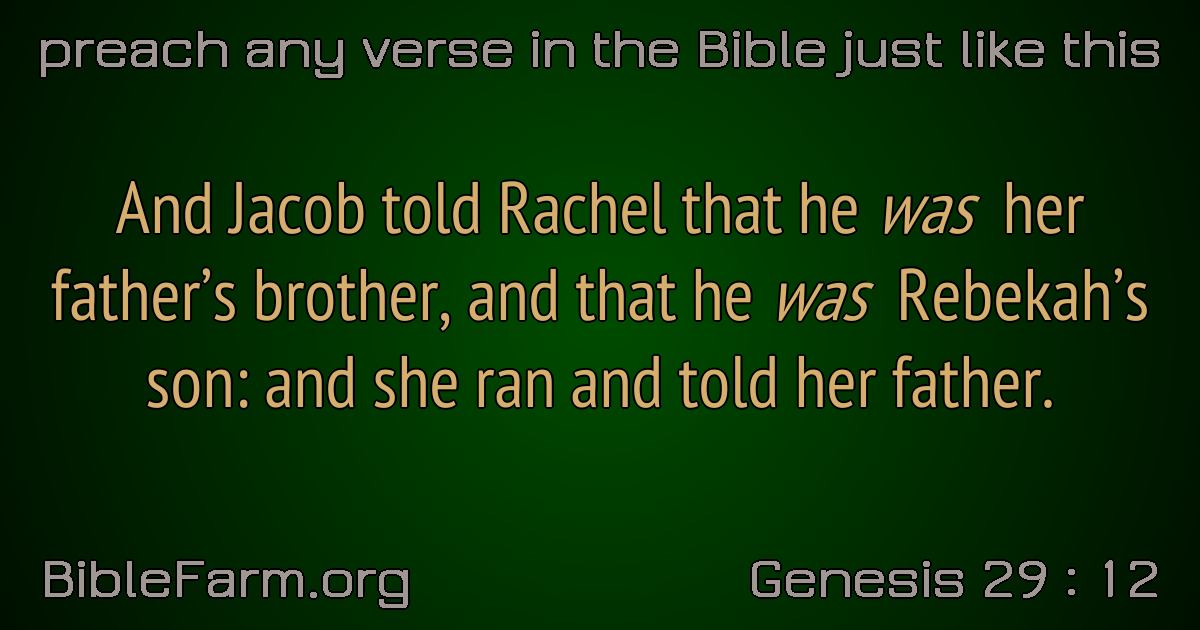 preach any verse in the Bible just like this
And Jacob told Rachel that he was her
father’s brother, and that he was Rebekah’s
son: and she ran and told her father.
BibleFarm.org
Genesis 29 : 12